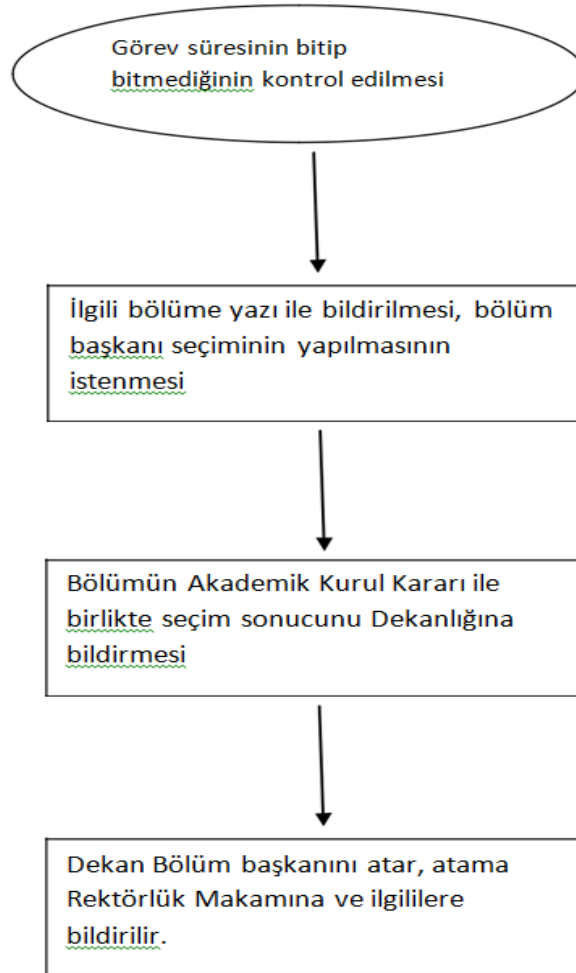 Görev süresinin bitip
bitmediğinin kontrol edilmesi
İlgili bölüme yazı ile bildirilmesi, bölüm
başkanı seçiminin yapılmasının
istenmesi
Bölümün Akademik Kurul Kararı ile
birlikte seçim sonucunu Dekanlığına
bildirmesi
Dekan Bölüm başkanını atar, atama
Rektörlük Makamına ve ilgililere
bildirilir.